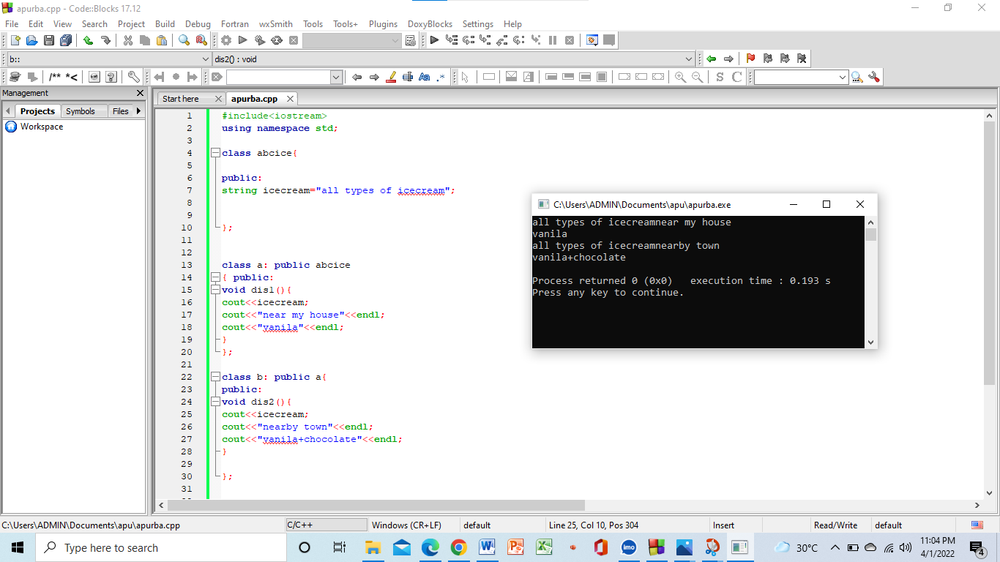 apurba.cpp - Code::Blocks 17.12
File Edit View Search Project Build Debug Fortran wxSmith Tools Tools+ Plugins DoxyBlocks Settings Help
b:: dis2() : void
/** *< Aa .* S C
Management
Projects Symbols Files
Workspace
Start here apurba.cpp
1 #include<iostream>
2 using namespace std;
3
4 class abcice{
5
6 public:
7 string icecream="all types of icecream";
8
9
10 };
11
12
13 class a: public abcice
14 { public:
15 void dis1(){
16 cout<<icecream;
17 cout<<"near my house"<<endl;
18 cout<<"vanila"<<endl;
19 }
20 };
21
22 class b: public a{
23 public:
24 void dis2(){
25 cout<<icecream;
26 cout<<"nearby town"<<endl;
27 cout<<"vanila+chocolate"<<endl;
28 }
29
30 };
31
C:\Users\ADMIN\Documents\apu\apurba.exe
all types of icecreamnear my house
vanila
all types of icecreamnearby town
vanila+chocolate
Process returned 0 (0x0) execution time : 0.193 s
Press any key to continue.
C:\Users\ADMIN\Documents\apu\apurba.cpp C/C++ Windows (CR+LF) default Line 25, Col 10, Pos 304 Insert Read/Write default
Type here to search
imo
30°C
11:04 PM
4/1/2022
4